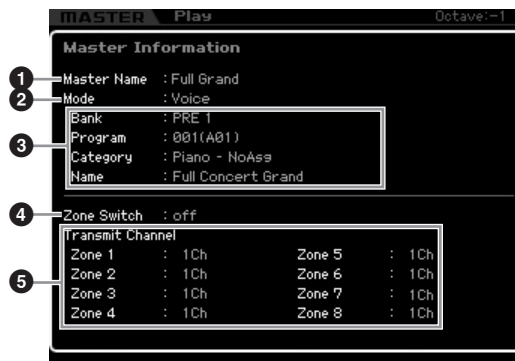 MASTER Play Octave:-1
Master Information
1 Master Name : Full Grand
2 Mode : Voice
Bank : PRE 1
Program : 001(A01)
3 Category : Piano - NoAsg
Name : Full Concert Grand
4 Zone Switch : off
Transmit Channel
Zone 1 : 1Ch Zone 5 : 1Ch
5 Zone 2 : 1Ch Zone 6 : 1Ch
Zone 3 : 1Ch Zone 7 : 1Ch
Zone 4 : 1Ch Zone 8 : 1Ch